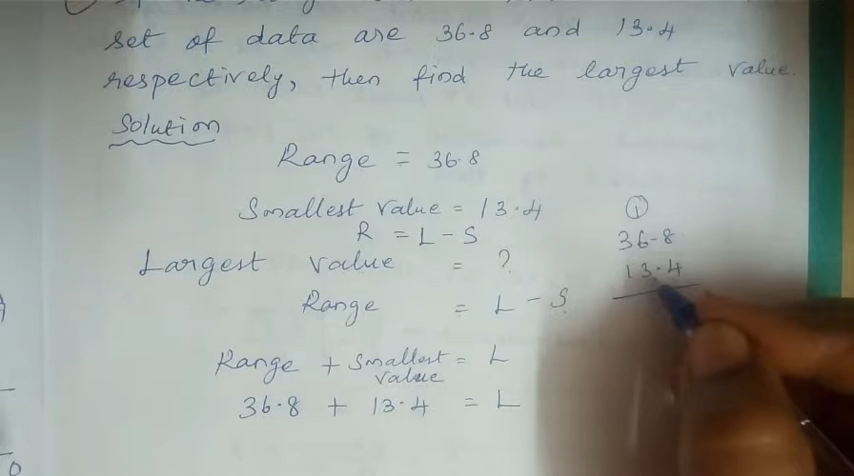 set of data are 36.8 and 13.4
respectively, then find the largest value.
Solution
Range = 36.8
Smallest value = 13.4
R = L - S
Largest value = ?
Range = L - S
Range + Smallest value = L
36.8 + 13.4 = L
1
36.8
13.4